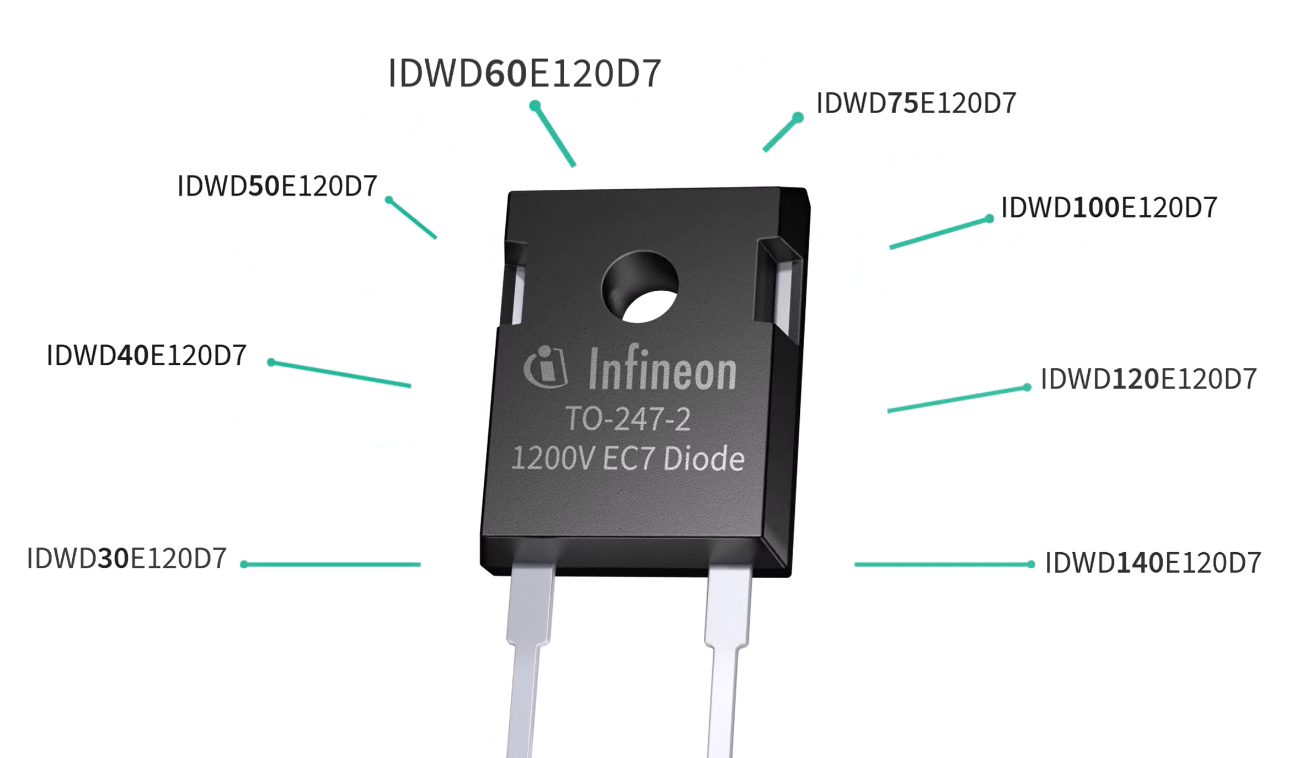 IDWD60E120D7
IDWD75E120D7
IDWD50E120D7
IDWD100E120D7
IDWD40E120D7
IDWD120E120D7
IDWD30E120D7
IDWD140E120D7
Infineon
TO-247-2
1200V EC7 Diode